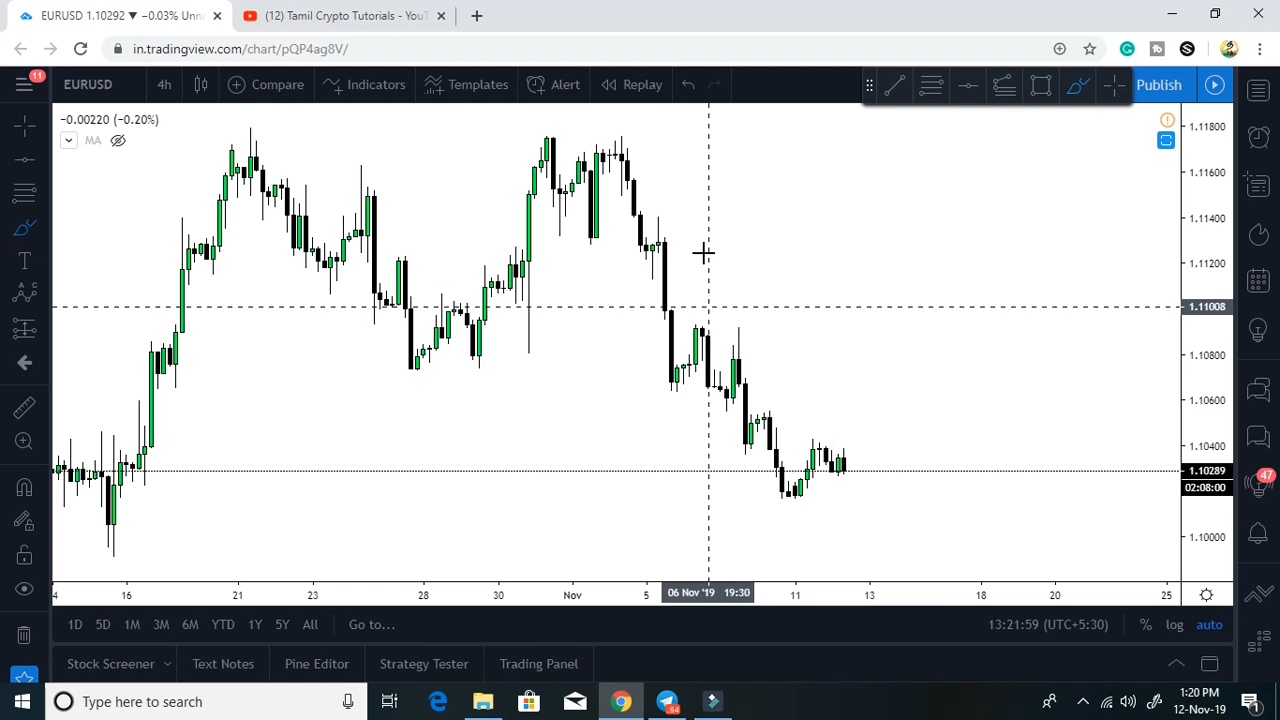 EURUSD 1.10292 ▼ −0.03% Unna
(12) Tamil Crypto Tutorials - YouT
in.tradingview.com/chart/pQP4ag8V/
11
EURUSD
4h
Compare
Indicators
Templates
Alert
Replay
Publish
−0.00220 (−0.20%)
MA
1.11800
1.11600
1.11400
1.11200
1.11008
1.10800
1.10600
1.10400
1.10289
02:08:00
1.10000
47
4 16 21 23 28 30 Nov 5 06 Nov '19 19:30 11 13 18 20 25
1D 5D 1M 3M 6M YTD 1Y 5Y All Go to... 13:21:59 (UTC+5:30) % log auto
Stock Screener Text Notes Pine Editor Strategy Tester Trading Panel
Type here to search
94
1:20 PM
12-Nov-19
1